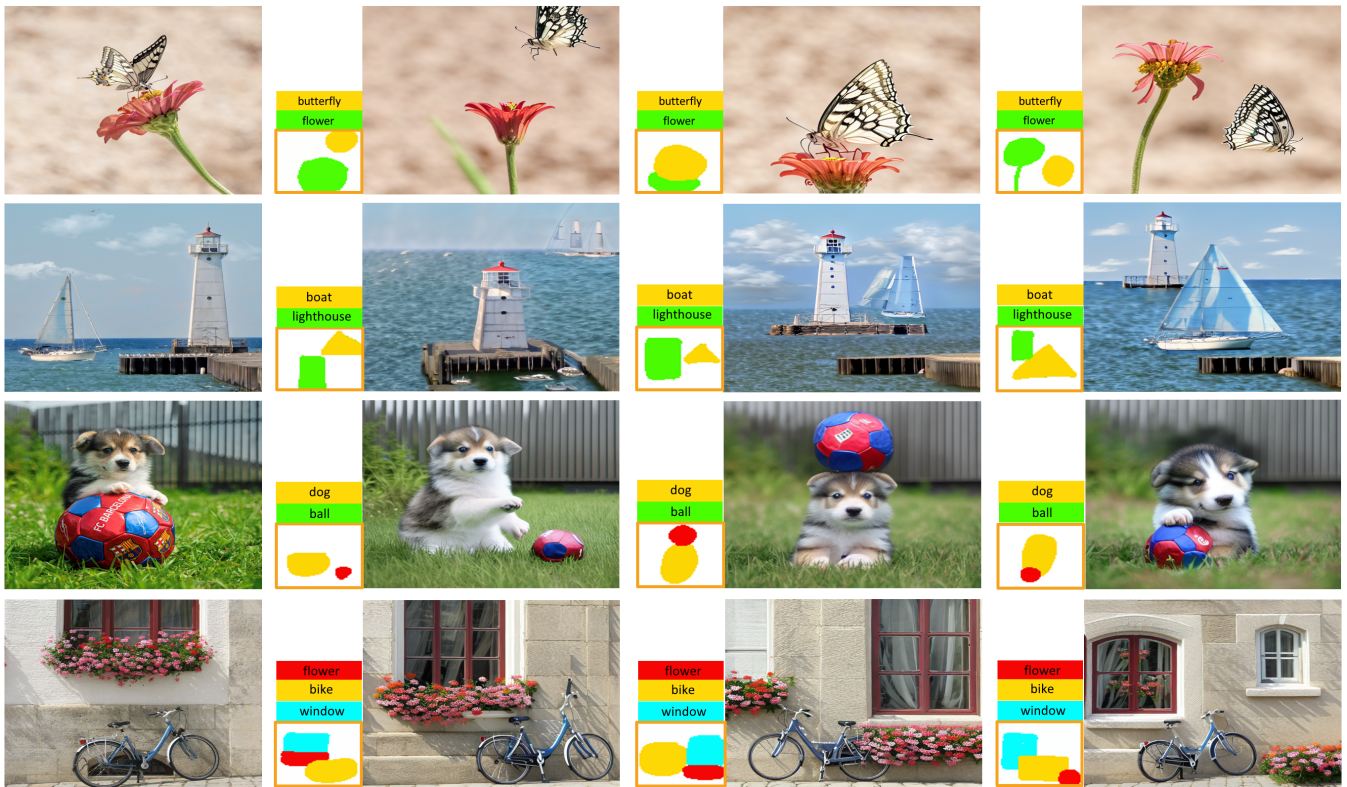 butterfly
flower
butterfly
flower
butterfly
flower
boat
lighthouse
boat
lighthouse
boat
lighthouse
FC BARCELONA
dog
ball
dog
ball
dog
ball
flower
bike
window
flower
bike
window
flower
bike
window